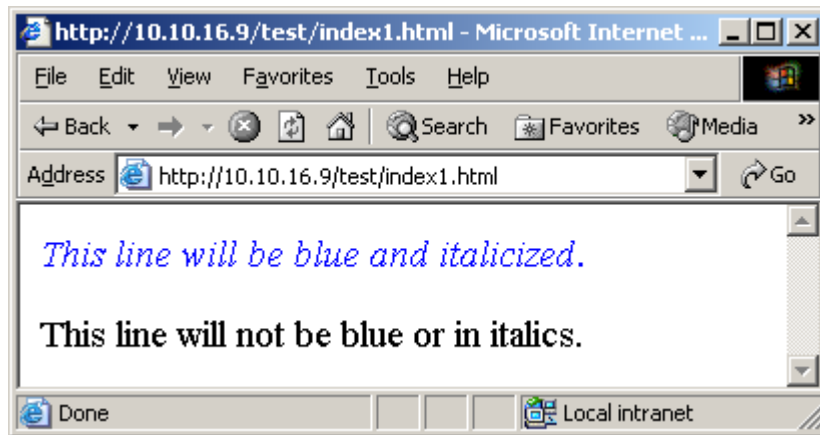 http://10.10.16.9/test/index1.html - Microsoft Internet ...
File Edit View Favorites Tools Help
Back Search Favorites Media »
Address http://10.10.16.9/test/index1.html Go
This line will be blue and italicized.
This line will not be blue or in italics.
Done Local intranet